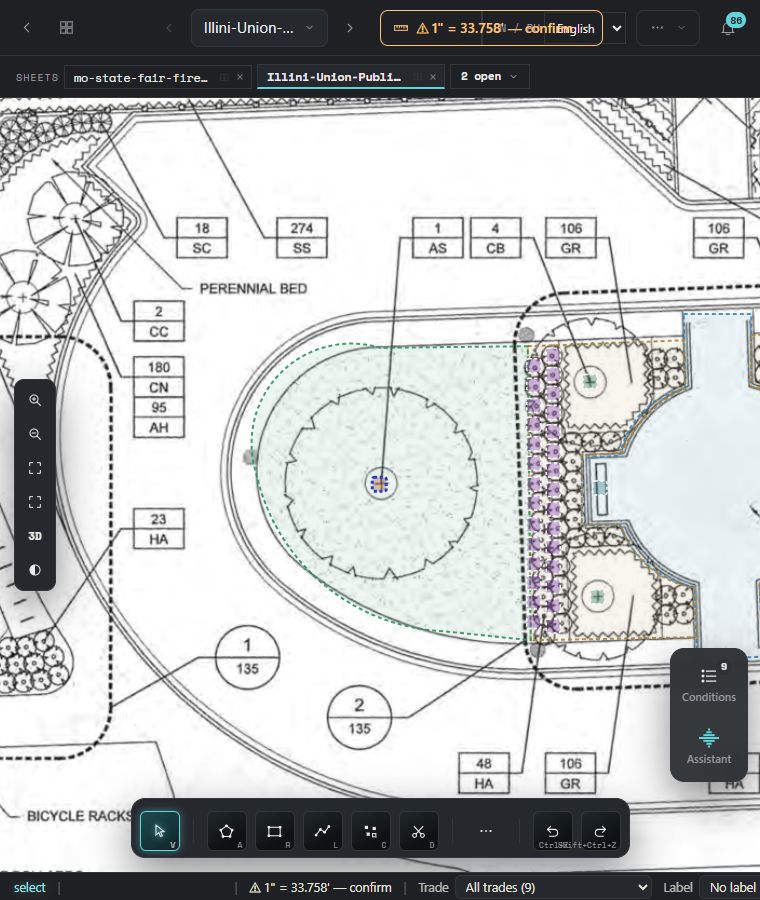 Illini-Union-...
⚠ 1" = 33.758' — confirm
English
86
SHEETS
mo-state-fair-fire…
Illini-Union-Publi…
2 open
18
SC
274
SS
1
AS
4
CB
106
GR
106
GR
PERENNIAL BED
2
CC
180
CN
95
AH
23
HA
3D
1
135
2
135
48
HA
106
GR
HA
9
Conditions
Assistant
BICYCLE RACKS
V
A
R
L
C
D
select
⚠ 1" = 33.758' — confirm
Trade
All trades (9)
Label
No label